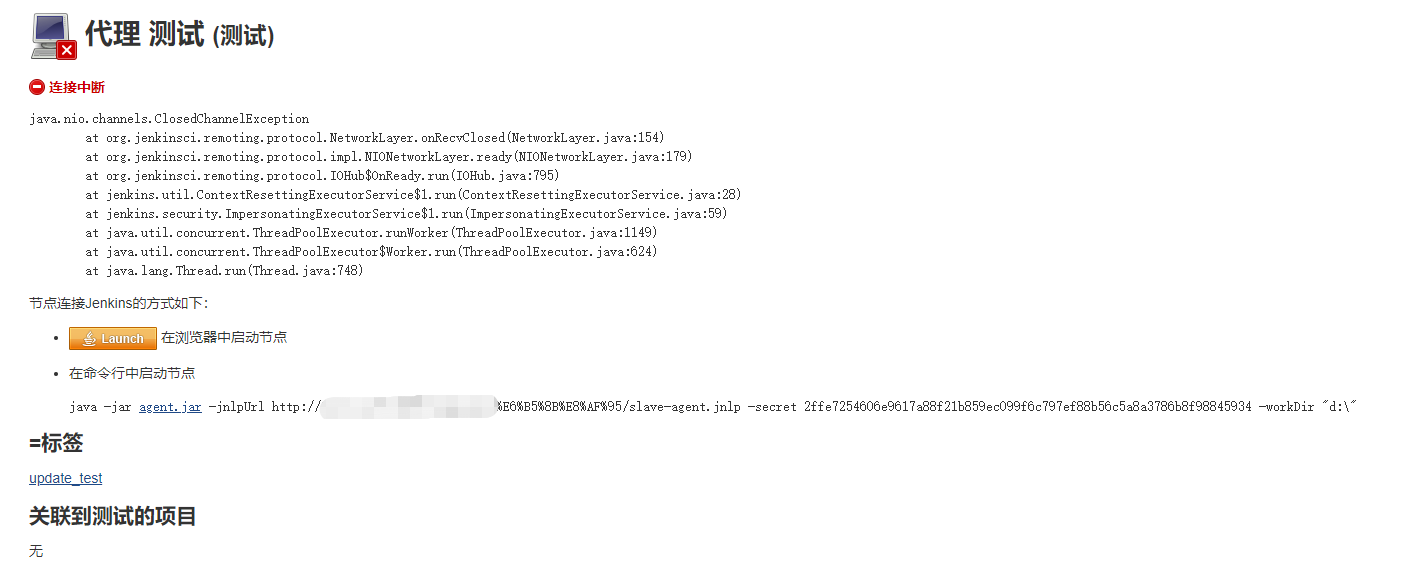 代理 测试 (测试)
连接中断
java.nio.channels.ClosedChannelException
at org.jenkinsci.remoting.protocol.NetworkLayer.onRecvClosed(NetworkLayer.java:154)
at org.jenkinsci.remoting.protocol.impl.NIONetworkLayer.ready(NIONetworkLayer.java:179)
at org.jenkinsci.remoting.protocol.IOHub$OnReady.run(IOHub.java:795)
at jenkins.util.ContextResettingExecutorService$1.run(ContextResettingExecutorService.java:28)
at jenkins.security.ImpersonatingExecutorService$1.run(ImpersonatingExecutorService.java:59)
at java.util.concurrent.ThreadPoolExecutor.runWorker(ThreadPoolExecutor.java:1149)
at java.util.concurrent.ThreadPoolExecutor$Worker.run(ThreadPoolExecutor.java:624)
at java.lang.Thread.run(Thread.java:748)
节点连接Jenkins的方式如下:
• Launch 在浏览器中启动节点
• 在命令行中启动节点
java -jar agent.jar -jnlpUrl http:// %E6%B5%8B%E8%AF%95/slave-agent.jnlp -secret 2ffe7254606e9617a88f21b859ec099f6c797ef88b56c5a8a3786b8f98845934 -workDir "d:\"
=标签
update_test
关联到测试的项目
无